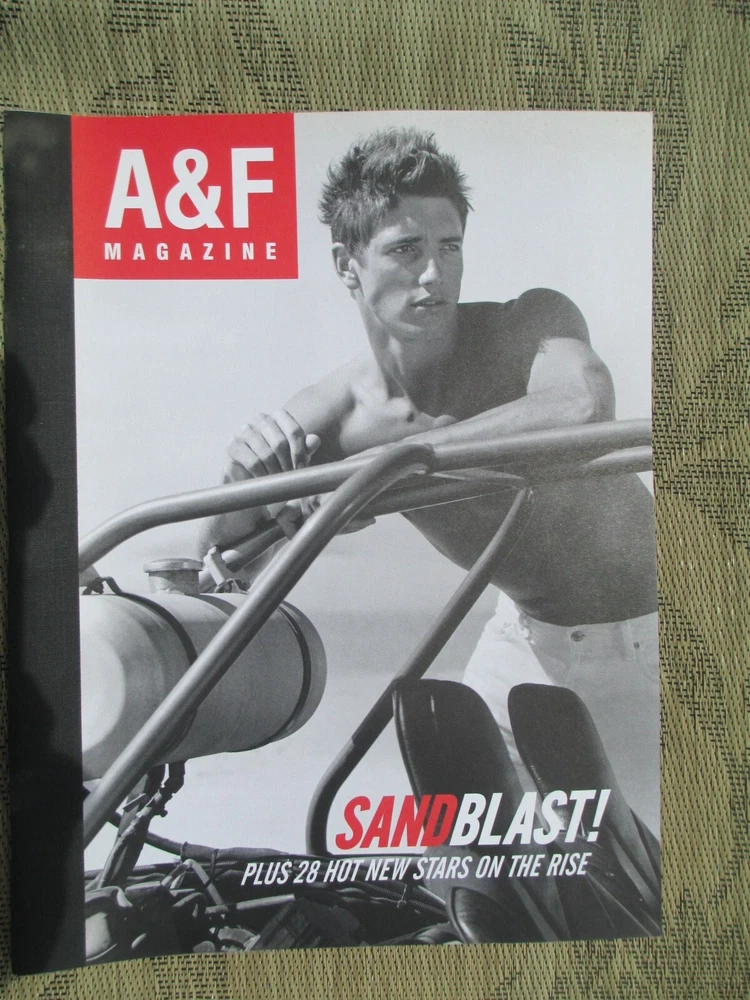 A&F
MAGAZINE
SANDBLAST!
PLUS 28 HOT NEW STARS ON THE RISE